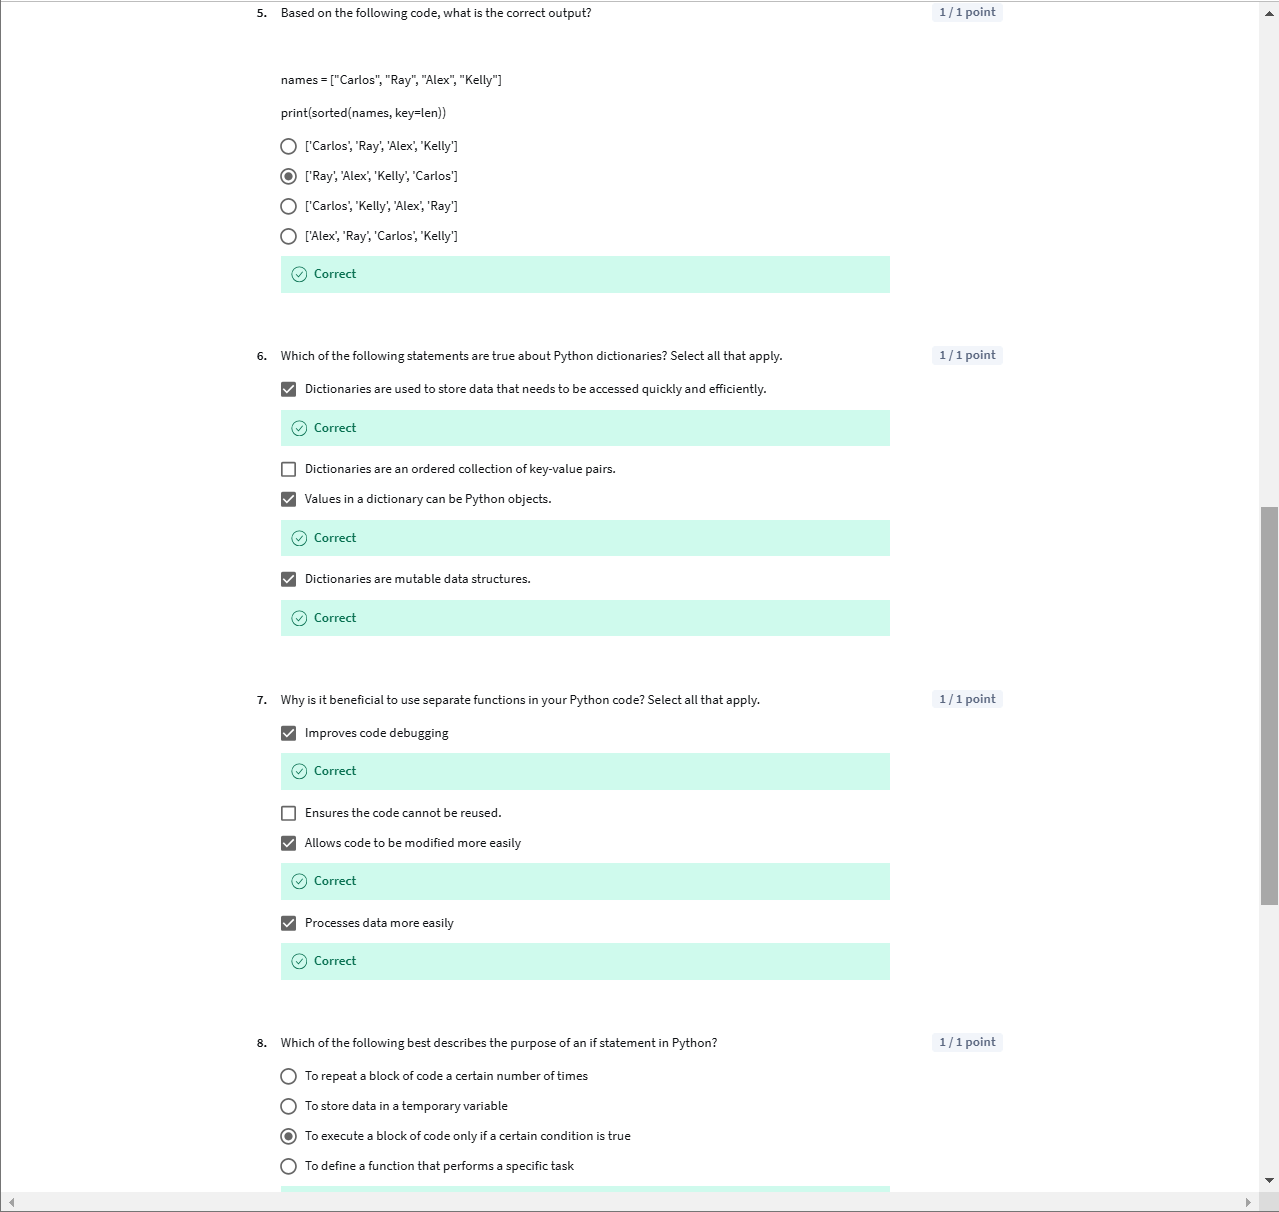 5. Based on the following code, what is the correct output? 1 / 1 point
names = ["Carlos", "Ray", "Alex", "Kelly"]
print(sorted(names, key=len))
['Carlos', 'Ray', 'Alex', 'Kelly']
['Ray', 'Alex', 'Kelly', 'Carlos']
['Carlos', 'Kelly', 'Alex', 'Ray']
['Alex', 'Ray', 'Carlos', 'Kelly']
Correct
6. Which of the following statements are true about Python dictionaries? Select all that apply. 1 / 1 point
Dictionaries are used to store data that needs to be accessed quickly and efficiently.
Correct
Dictionaries are an ordered collection of key-value pairs.
Values in a dictionary can be Python objects.
Correct
Dictionaries are mutable data structures.
Correct
7. Why is it beneficial to use separate functions in your Python code? Select all that apply. 1 / 1 point
Improves code debugging
Correct
Ensures the code cannot be reused.
Allows code to be modified more easily
Correct
Processes data more easily
Correct
8. Which of the following best describes the purpose of an if statement in Python? 1 / 1 point
To repeat a block of code a certain number of times
To store data in a temporary variable
To execute a block of code only if a certain condition is true
To define a function that performs a specific task